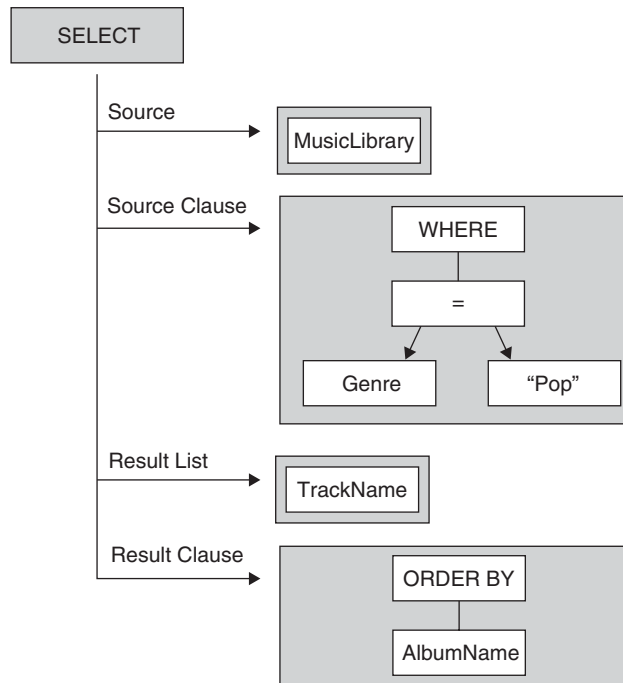 SELECT
Source
MusicLibrary
Source Clause
WHERE
=
Genre
“Pop”
Result List
TrackName
Result Clause
ORDER BY
AlbumName